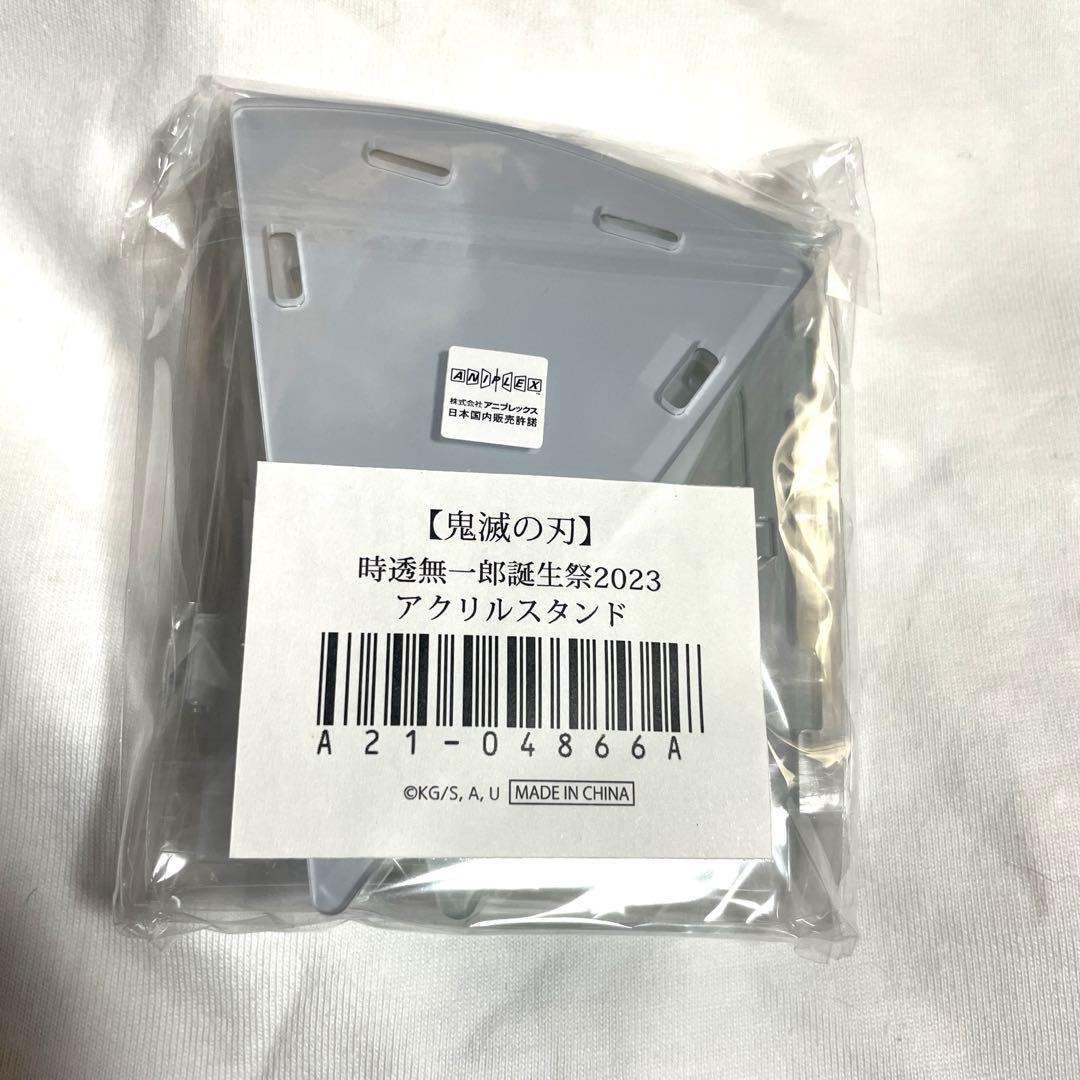 ANIPLEX
株式会社アニプレックス
日本国内販売許諾
【鬼滅の刃】
時透無一郎誕生祭2023
アクリルスタンド
A21-04866A
©KG/S, A, U MADE IN CHINA